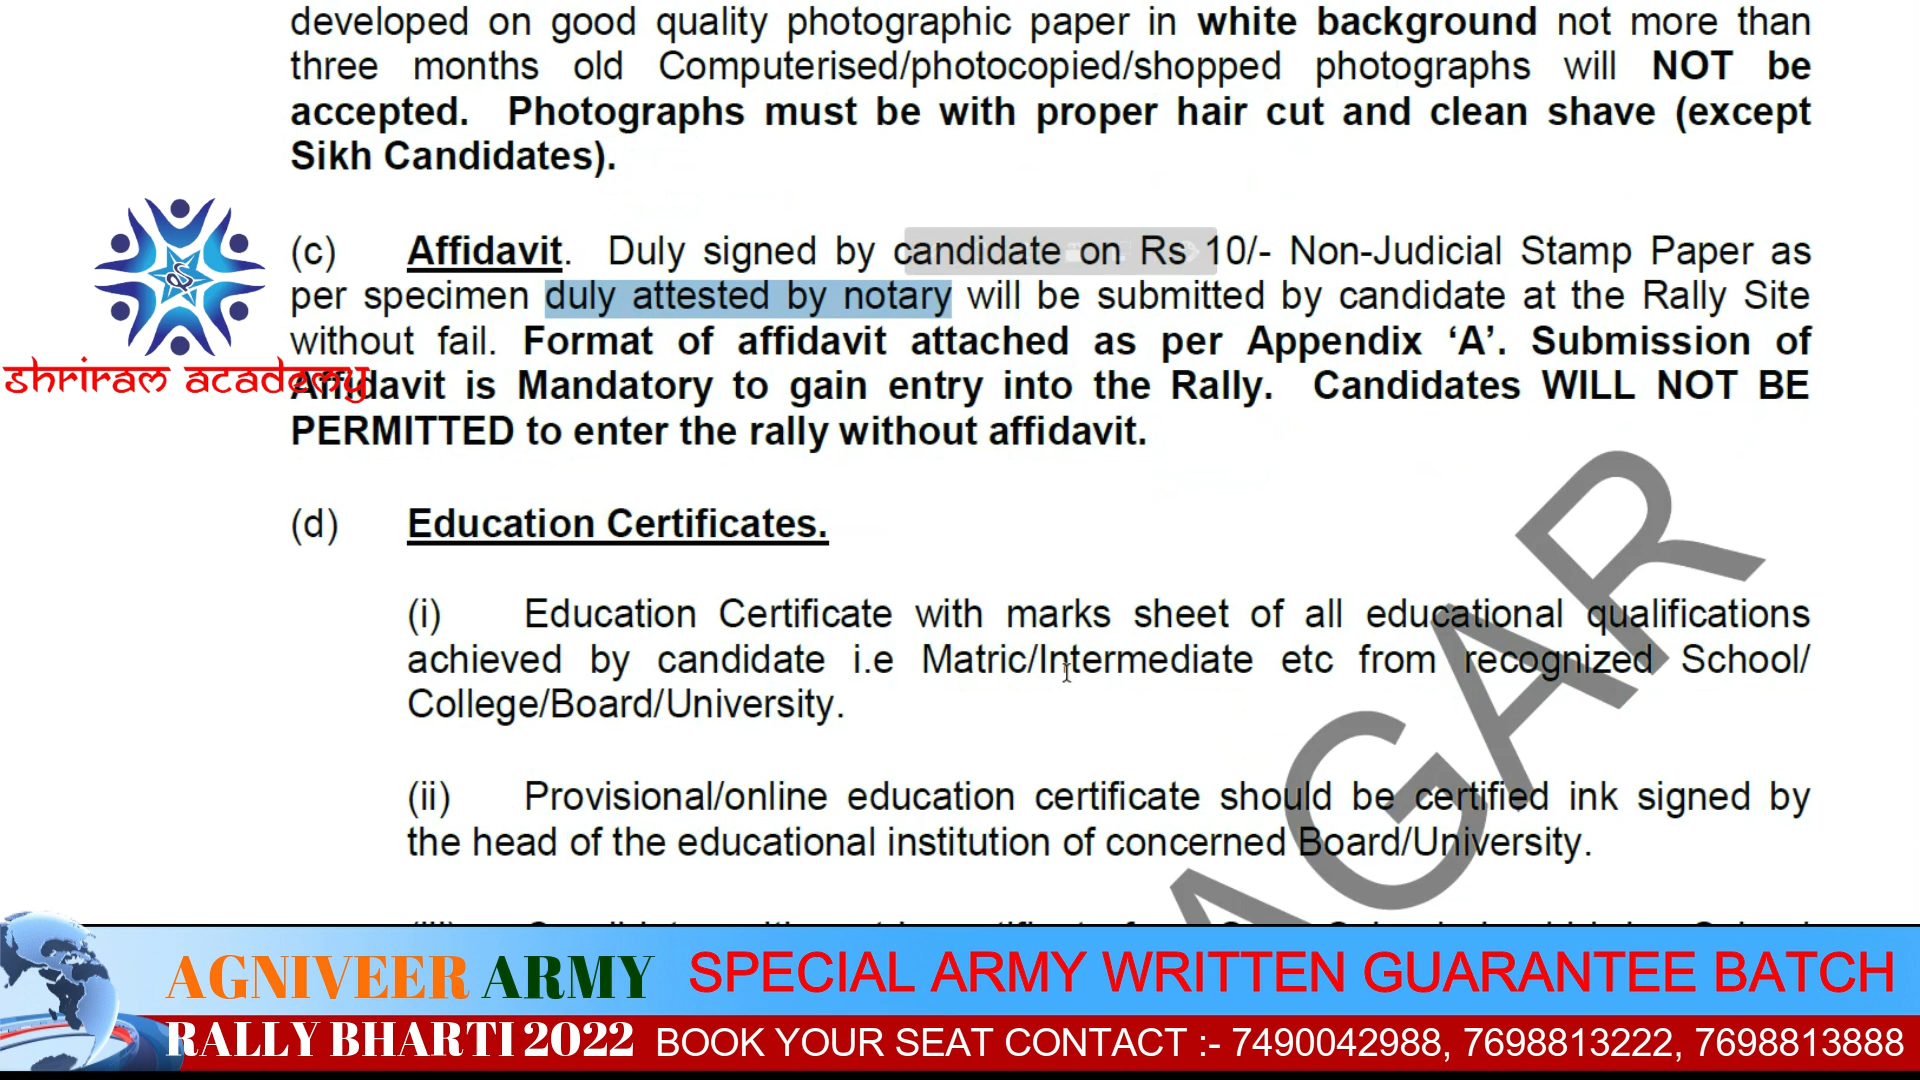 developed on good quality photographic paper in white background not more than
three months old Computerised/photocopied/shopped photographs will NOT be
accepted. Photographs must be with proper hair cut and clean shave (except
Sikh Candidates).
(c) Affidavit. Duly signed by candidate on Rs 10/- Non-Judicial Stamp Paper as
per specimen duly attested by notary will be submitted by candidate at the Rally Site
without fail. Format of affidavit attached as per Appendix ‘A’. Submission of
Affidavit is Mandatory to gain entry into the Rally. Candidates WILL NOT BE
PERMITTED to enter the rally without affidavit.
shriram academy
(d) Education Certificates.
(i) Education Certificate with marks sheet of all educational qualifications
achieved by candidate i.e Matric/Intermediate etc from recognized School/
College/Board/University.
(ii) Provisional/online education certificate should be certified ink signed by
the head of the educational institution of concerned Board/University.
AGAR
AGNIVEER ARMY SPECIAL ARMY WRITTEN GUARANTEE BATCH
RALLY BHARTI 2022 BOOK YOUR SEAT CONTACT :- 7490042988, 7698813222, 7698813888